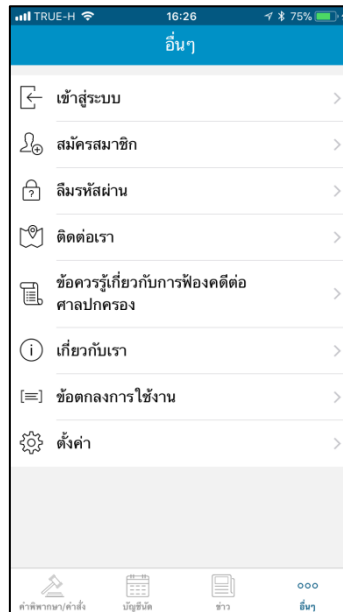 TRUE-H 16:26 75%
อื่นๆ
เข้าสู่ระบบ
สมัครสมาชิก
ลืมรหัสผ่าน
ติดต่อเรา
ข้อควรรู้เกี่ยวกับการฟ้องคดีต่อ
ศาลปกครอง
เกี่ยวกับเรา
ข้อตกลงการใช้งาน
ตั้งค่า
คำพิพากษา/คำสั่ง บัญชีนัด ข่าว อื่นๆ